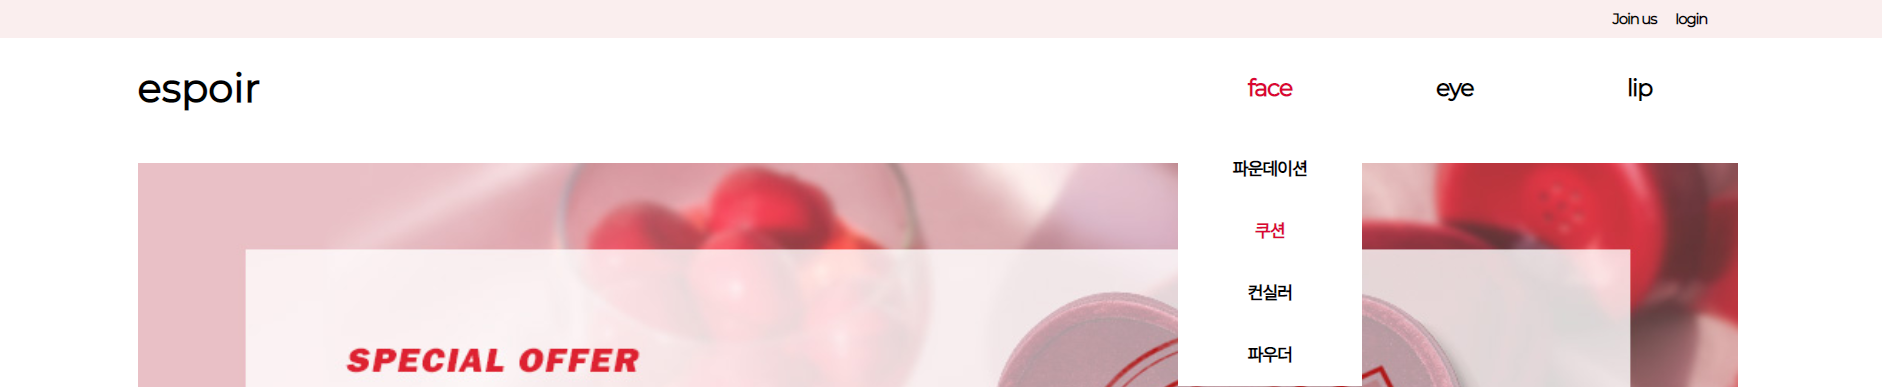 Join us login
espoir
face eye lip
파운데이션
쿠션
컨실러
파우더
SPECIAL OFFER